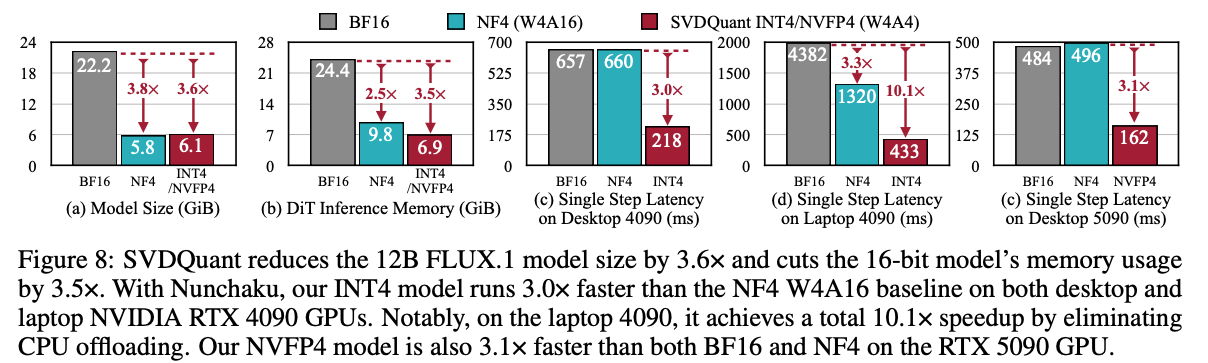 BF16 NF4 (W4A16) SVDQuant INT4/NVFP4 (W4A4)
24
18
12
6
0
22.2
3.8×
3.6×
5.8
6.1
BF16 NF4 INT4
/NVFP4
(a) Model Size (GiB)
28
21
14
7
0
24.4
2.5×
3.5×
9.8
6.9
BF16 NF4 INT4
/NVFP4
(b) DiT Inference Memory (GiB)
700
525
350
175
0
657
660
3.0×
218
BF16 NF4 INT4
(c) Single Step Latency
on Desktop 4090 (ms)
2000
1500
1000
500
0
4382
3.3×
10.1×
1320
433
BF16 NF4 INT4
(d) Single Step Latency
on Laptop 4090 (ms)
500
375
250
125
0
484
496
3.1×
162
BF16 NF4 NVFP4
(c) Single Step Latency
on Desktop 5090 (ms)
Figure 8: SVDQuant reduces the 12B FLUX.1 model size by 3.6× and cuts the 16-bit model's memory usage
by 3.5×. With Nunchaku, our INT4 model runs 3.0× faster than the NF4 W4A16 baseline on both desktop and
laptop NVIDIA RTX 4090 GPUs. Notably, on the laptop 4090, it achieves a total 10.1× speedup by eliminating
CPU offloading. Our NVFP4 model is also 3.1× faster than both BF16 and NF4 on the RTX 5090 GPU.